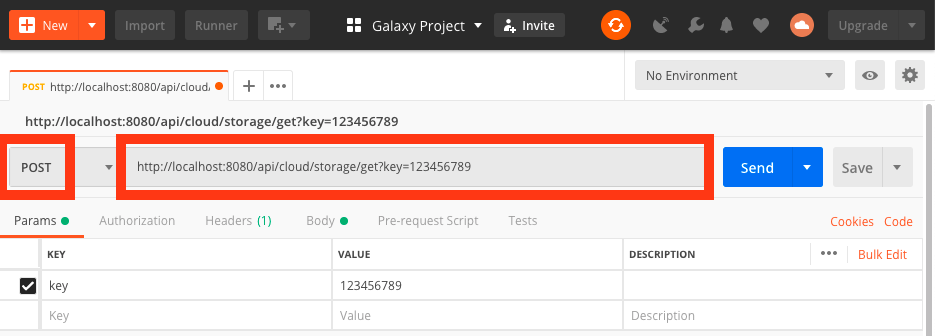 New Import Runner Galaxy Project Invite Upgrade
POST http://localhost:8080/api/cloud/ No Environment
http://localhost:8080/api/cloud/storage/get?key=123456789
POST http://localhost:8080/api/cloud/storage/get?key=123456789 Send Save
Params Authorization Headers (1) Body Pre-request Script Tests Cookies Code
KEY VALUE DESCRIPTION Bulk Edit
key 123456789
Key Value Description